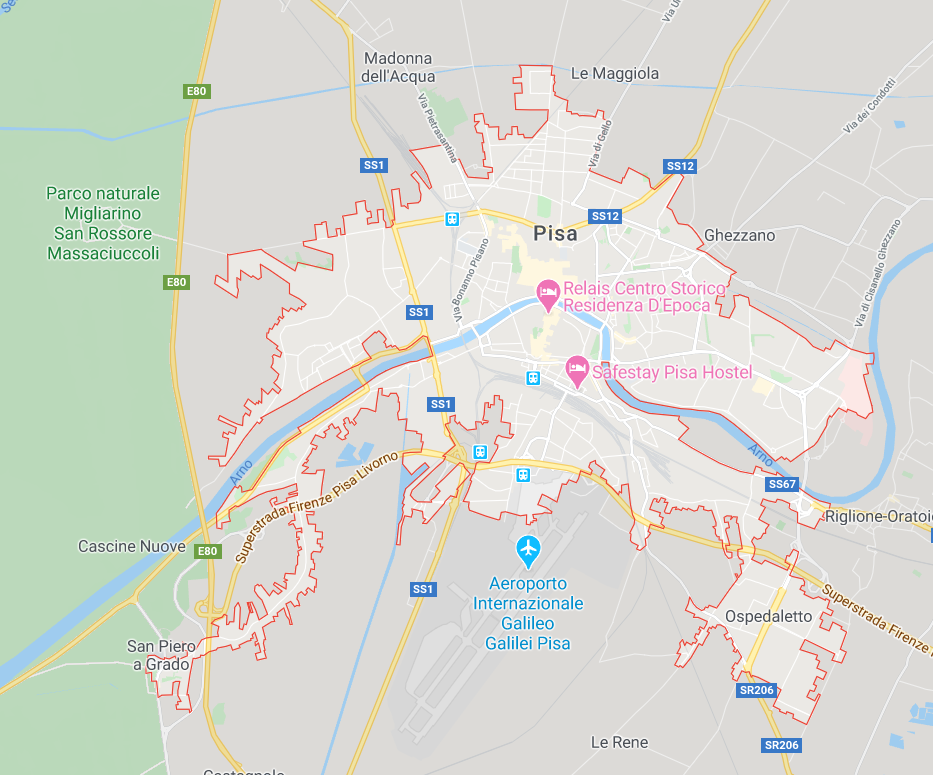 Se
Via U
Madonna
dell'Acqua
Le Maggiola
E80
Via Pietrasantina
Via dei Condotti
Via di Gello
SS1
SS12
Parco naturale
Migliarino
San Rossore
Massaciuccoli
SS12
Pisa
Ghezzano
Via Bonanno Pisano
Via di Cisanello Ghezzano
E80
Relais Centro Storico
Residenza D'Epoca
SS1
Safestay Pisa Hostel
SS1
Arno
Arno
SS67
Superstrada Firenze Pisa Livorno
Riglione-Oratoio
Cascine Nuove
E80
SS1
Aeroporto
Internazionale
Galileo
Galilei Pisa
Superstrada Firenze
Ospedaletto
San Piero
a Grado
SR206
Le Rene
SR206